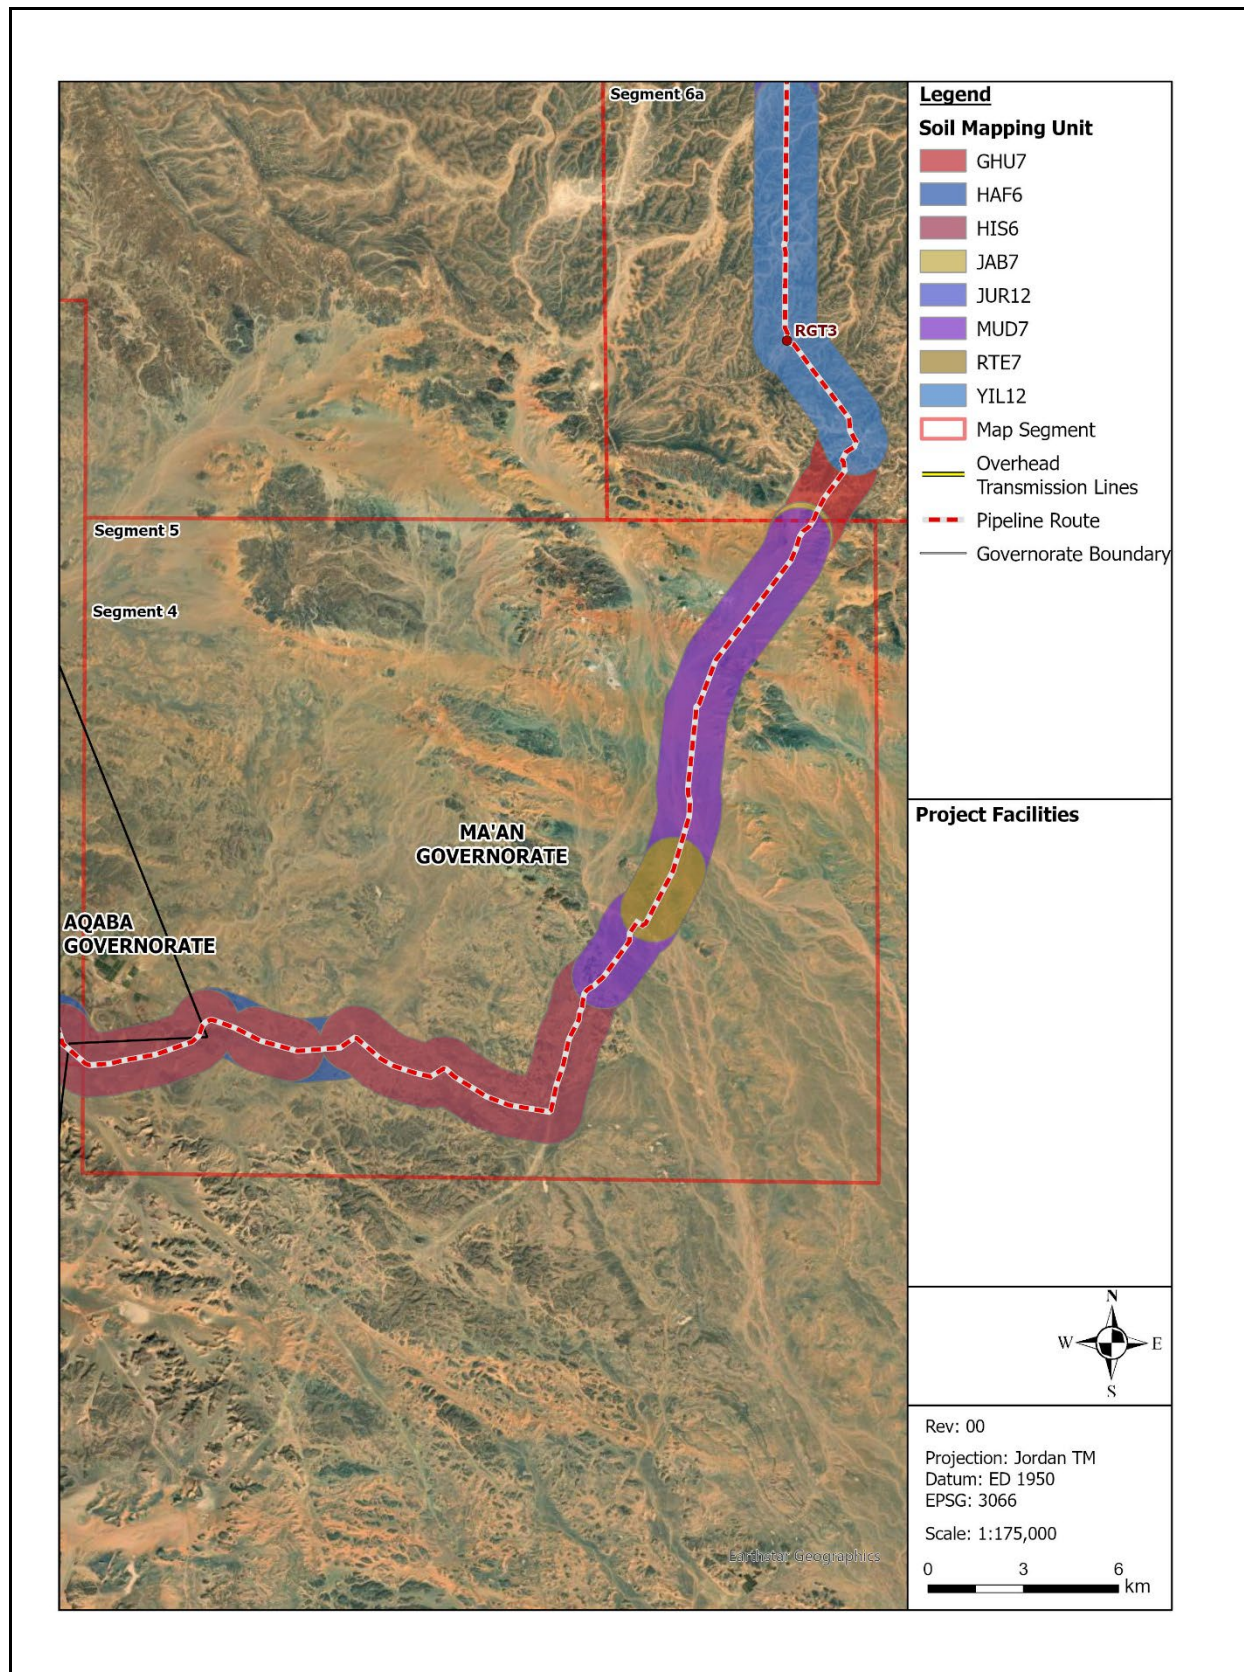 Segment 6a
RGT3
Segment 5
Segment 4
MA'AN
GOVERNORATE
AQABA
GOVERNORATE
Earthstar Geographics
Legend
Soil Mapping Unit
GHU7
HAF6
HIS6
JAB7
JUR12
MUD7
RTE7
YIL12
Map Segment
Overhead
Transmission Lines
Pipeline Route
Governorate Boundary
Project Facilities
N
W
E
S
Rev: 00
Projection: Jordan TM
Datum: ED 1950
EPSG: 3066
Scale: 1:175,000
0 3 6
km